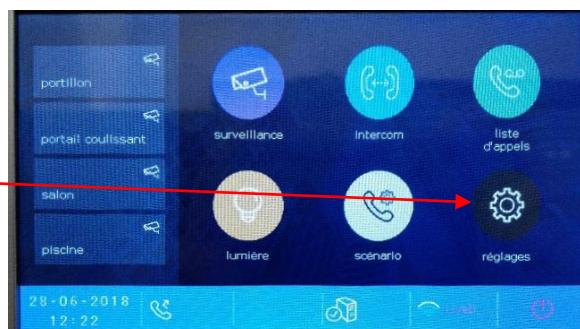 portillon
portail coulissant
salon
piscine
surveillance
intercom
liste
d'appels
lumière
scénario
réglages
28-06-2018
12:22